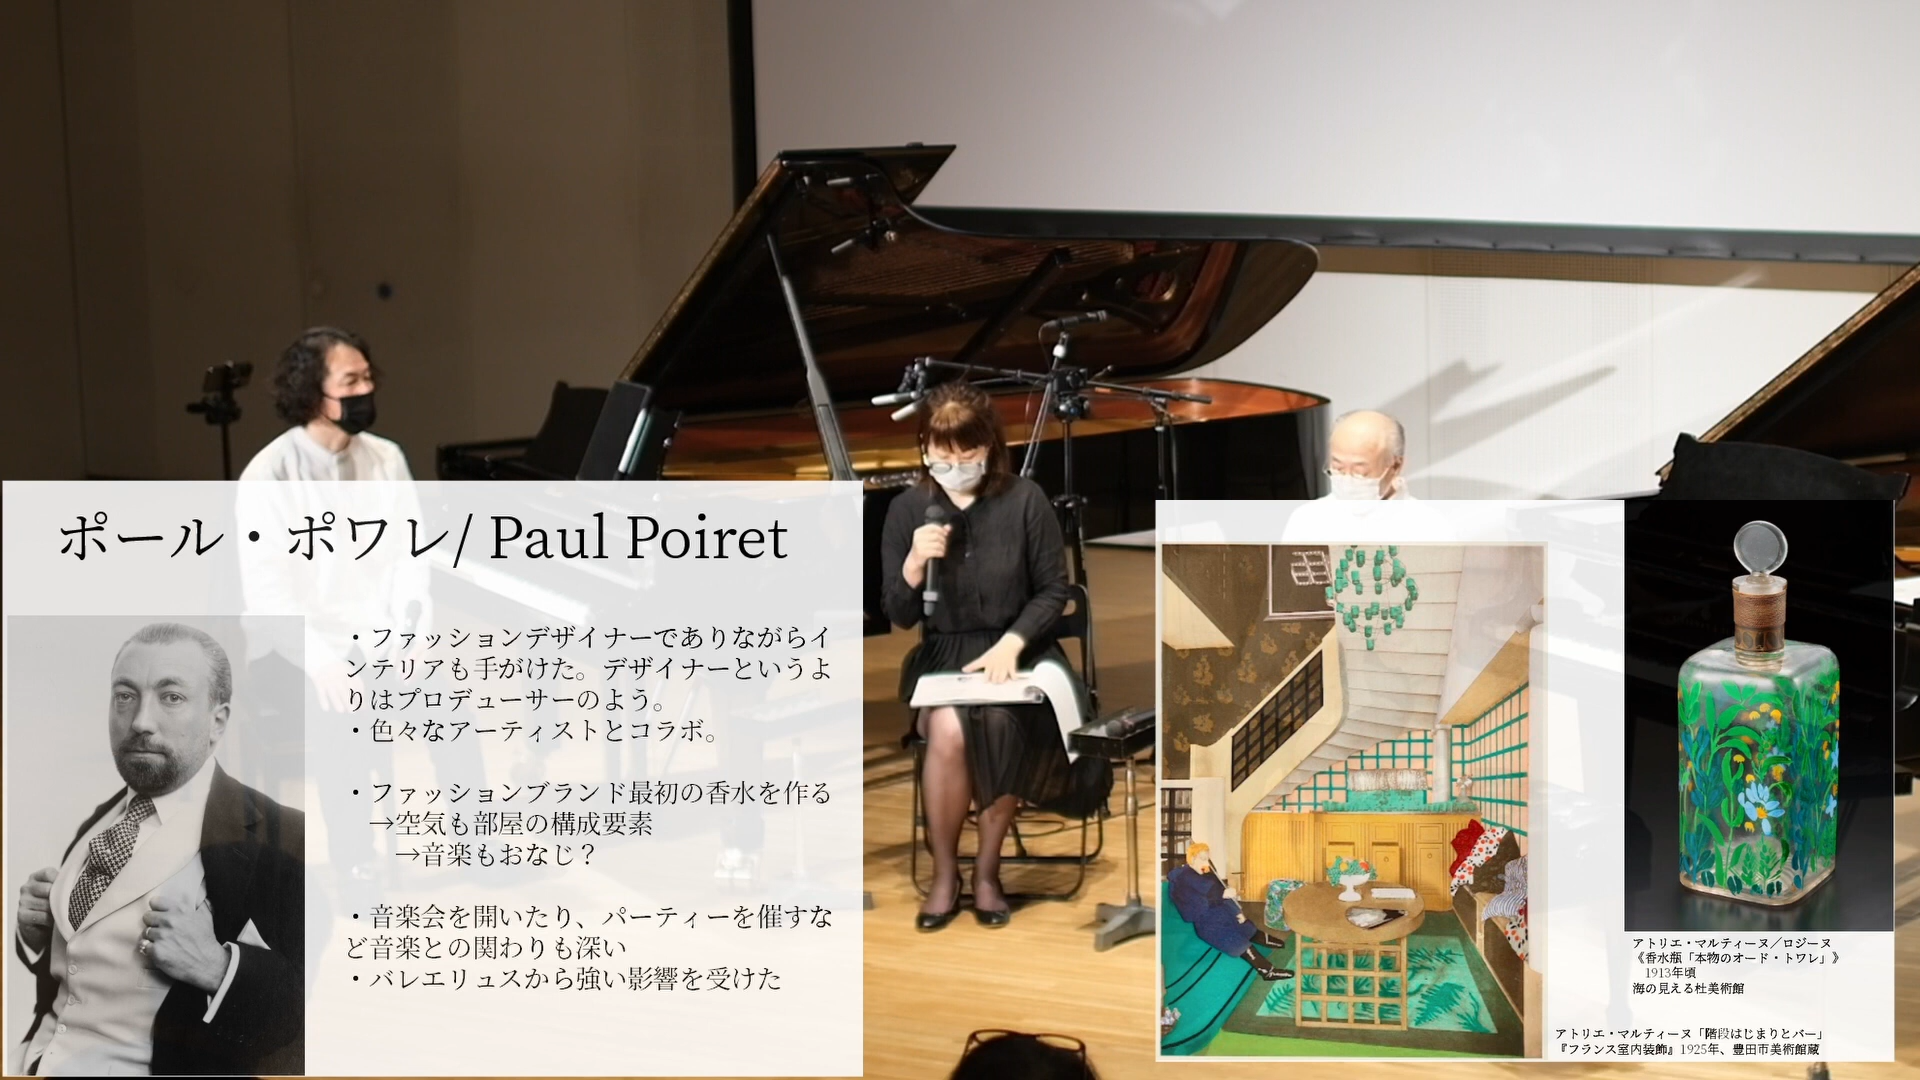 ポール・ポワレ/ Paul Poiret
・ファッションデザイナーでありながらイ
ンテリアも手がけた。デザイナーというよ
りはプロデューサーのよう。
・色々なアーティストとコラボ。
・ファッションブランド最初の香水を作る
→空気も部屋の構成要素
→音楽もおなじ？
・音楽会を開いたり、パーティーを催すな
ど音楽との関わりも深い
・バレエリュスから強い影響を受けた
アトリエ・マルティーヌ／ロジーヌ
《香水瓶「本物のオード・トワレ」》
1913年頃
海の見える杜美術館
アトリエ・マルティーヌ「階段はじまりとバー」
『フランス室内装飾』1925年、豊田市美術館蔵